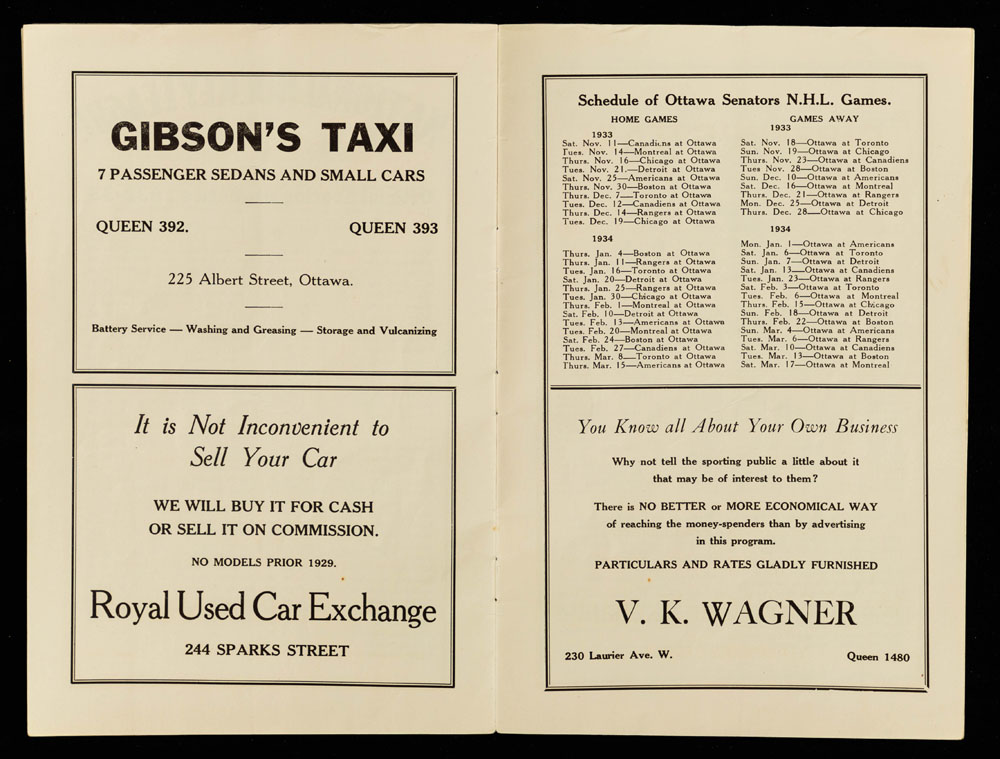 GIBSON'S TAXI
7 PASSENGER SEDANS AND SMALL CARS
QUEEN 392. QUEEN 393
225 Albert Street, Ottawa.
Battery Service — Washing and Greasing — Storage and Vulcanizing
It is Not Inconvenient to
Sell Your Car
WE WILL BUY IT FOR CASH
OR SELL IT ON COMMISSION.
NO MODELS PRIOR 1929.
Royal Used Car Exchange
244 SPARKS STREET
Schedule of Ottawa Senators N.H.L. Games.
HOME GAMES
1933
Sat. Nov. 11—Canadiens at Ottawa
Tues. Nov. 14—Montreal at Ottawa
Thurs. Nov. 16—Chicago at Ottawa
Tues. Nov. 21.—Detroit at Ottawa
Sat. Nov. 25—Americans at Ottawa
Thurs. Nov. 30—Boston at Ottawa
Thurs. Dec. 7—Toronto at Ottawa
Tues. Dec. 12—Canadiens at Ottawa
Thurs. Dec. 14—Rangers at Ottawa
Tues. Dec. 19—Chicago at Ottawa
1934
Thurs. Jan. 4—Boston at Ottawa
Thurs. Jan. 11—Rangers at Ottawa
Tues. Jan. 16—Toronto at Ottawa
Sat. Jan. 20—Detroit at Ottawa
Thurs. Jan. 25—Rangers at Ottawa
Tues. Jan. 30—Chicago at Ottawa
Thurs. Feb. 1—Montreal at Ottawa
Sat. Feb. 10—Detroit at Ottawa
Tues. Feb. 13—Americans at Ottawa
Tues. Feb. 20—Montreal at Ottawa
Sat. Feb. 24—Boston at Ottawa
Tues. Feb. 27—Canadiens at Ottawa
Thurs. Mar. 8—Toronto at Ottawa
Thurs. Mar. 15—Americans at Ottawa
GAMES AWAY
1933
Sat. Nov. 18—Ottawa at Toronto
Sun. Nov. 19—Ottawa at Chicago
Thurs. Nov. 23—Ottawa at Canadiens
Tues Nov. 28—Ottawa at Boston
Sun. Dec. 10—Ottawa at Americans
Sat. Dec. 16—Ottawa at Montreal
Thurs. Dec. 21—Ottawa at Rangers
Mon. Dec. 25—Ottawa at Detroit
Thurs. Dec. 28—Ottawa at Chicago
1934
Mon. Jan. 1—Ottawa at Americans
Sat. Jan. 6—Ottawa at Toronto
Sun. Jan. 7—Ottawa at Detroit
Sat. Jan. 13—Ottawa at Canadiens
Tues. Jan. 23—Ottawa at Rangers
Sat. Feb. 3—Ottawa at Toronto
Tues. Feb. 6—Ottawa at Montreal
Thurs. Feb. 15—Ottawa at Chicago
Sun. Feb. 18—Ottawa at Detroit
Thurs. Feb. 22—Ottawa at Boston
Sun. Mar. 4—Ottawa at Americans
Tues. Mar. 6—Ottawa at Rangers
Sat. Mar. 10—Ottawa at Canadiens
Tues. Mar. 13—Ottawa at Boston
Sat. Mar. 17—Ottawa at Montreal
You Know all About Your Own Business
Why not tell the sporting public a little about it
that may be of interest to them?
There is NO BETTER or MORE ECONOMICAL WAY
of reaching the money-spenders than by advertising
in this program.
PARTICULARS AND RATES GLADLY FURNISHED
V. K. WAGNER
230 Laurier Ave. W. Queen 1480